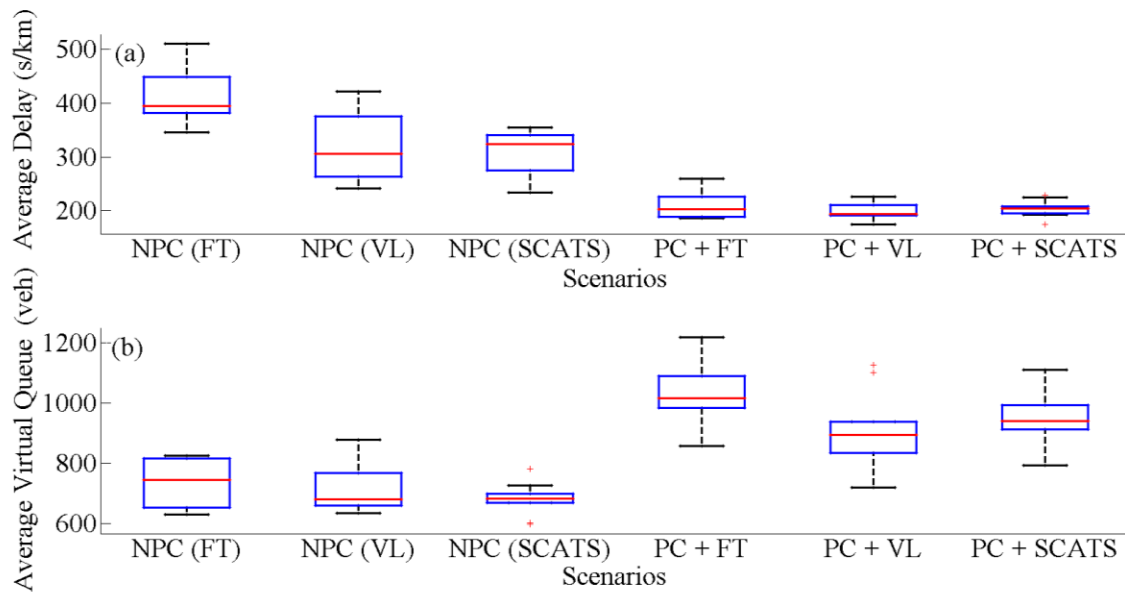 Average Delay (s/km)
(a)
500
400
300
200
NPC (FT) NPC (VL) NPC (SCATS) PC + FT PC + VL PC + SCATS
Scenarios
Average Virtual Queue (veh)
(b)
1200
1000
800
600
NPC (FT) NPC (VL) NPC (SCATS) PC + FT PC + VL PC + SCATS
Scenarios